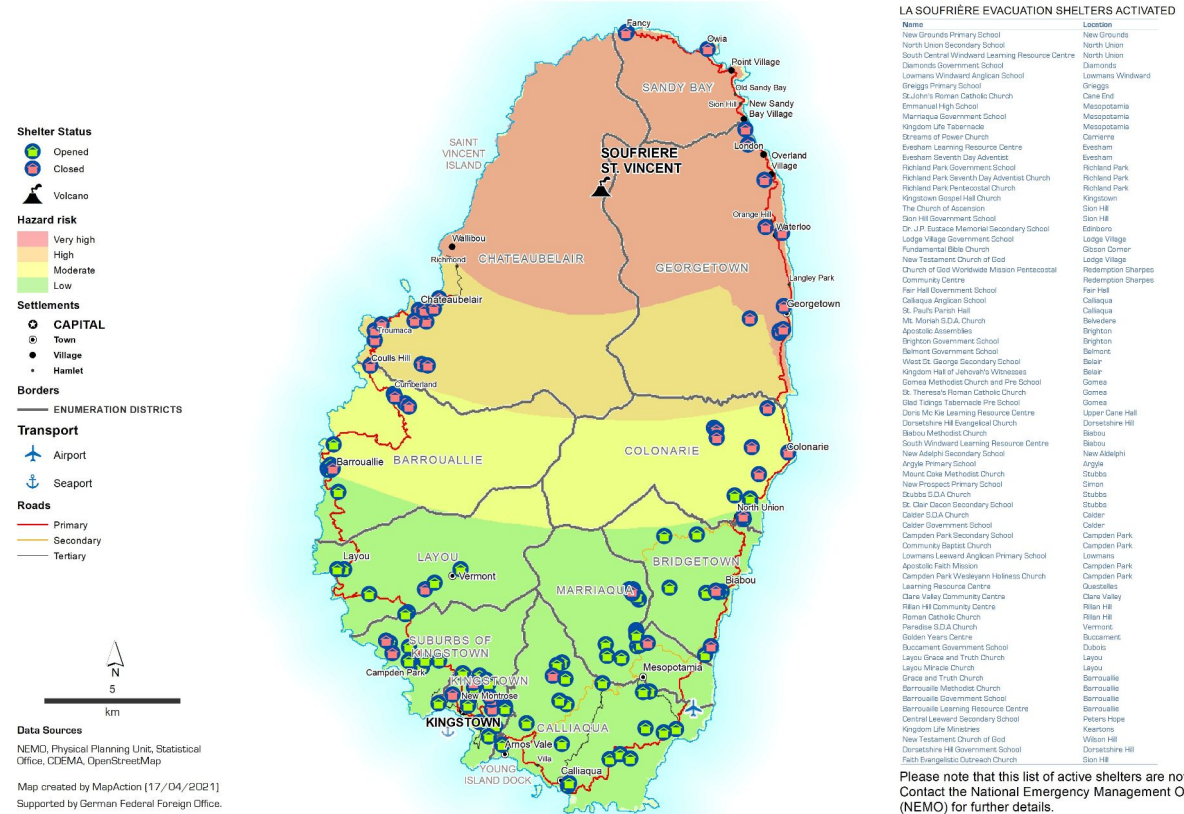 LA SOUFRIÈRE EVACUATION SHELTERS ACTIVATED
Name Location
New Grounds Primary School New Grounds
North Union Secondary School North Union
South Central Windward Learning Resource Centre North Union
Diamonds Government School Diamonds
Lowmans Windward Anglican School Lowmans Windward
Greiggs Primary School Grieggs
St.John's Roman Catholic Church Cane End
Emmanuel High School Mesopotamia
Marriaqua Government School Mesopotamia
Kingdom Life Tabernacle Mesopotamia
Streams of Power Church Carrierre
Evesham Learning Resource Centre Evesham
Evesham Seventh Day Adventist Evesham
Richland Park Government School Richland Park
Richland Park Seventh Day Adventist Church Richland Park
Richland Park Pentecostal Church Richland Park
Kingstown Gospel Hall Church Kingstown
The Church of Ascension Sion Hill
Sion Hill Government School Sion Hill
Dr. J.P. Eustace Memorial Secondary School Edinboro
Lodge Village Government School Lodge Village
Fundamental Bible Church Gibson Corner
New Testament Church of God Lodge Village
Church of God Worldwide Mission Pentecostal Redemption Sharpes
Community Centre Redemption Sharpes
Fair Hall Government School Fair Hall
Calliaqua Anglican School Calliaqua
St. Paul's Parish Hall Calliaqua
Mt. Moriah S.D.A. Church Belvedere
Apostolic Assemblies Brighton
Brighton Government School Brighton
Belmont Government School Belmont
West St. George Secondary School Belair
Kingdom Hall of Jehovah's Witnesses Belair
Gomea Methodist Church and Pre School Gomea
St. Theresa's Roman Catholic Church Gomea
Glad Tidings Tabernacle Pre School Gomea
Doris Mc Kie Learning Resource Centre Upper Cane Hall
Dorsetshire Hill Evangelical Church Dorsetshire Hill
Biabou Methodist Church Biabou
South Windward Learning Resource Centre Biabou
New Adelphi Secondary School New Aldelphi
Argyle Primary School Argyle
Mount Coke Methodist Church Stubbs
New Prospect Primary School Simon
Stubbs S.D.A Church Stubbs
St. Clair Dacon Secondary School Stubbs
Calder S.D.A Church Calder
Calder Government School Calder
Campden Park Secondary School Campden Park
Community Baptist Church Campden Park
Lowmans Leeward Anglican Primary School Lowmans
Apostolic Faith Mission Campden Park
Campden Park Wesleyann Holiness Church Campden Park
Learning Resource Centre Questelles
Clare Valley Community Centre Clare Valley
Rillan Hill Community Centre Rillan Hill
Roman Catholic Church Rillan Hill
Paradise S.D.A Church Vermont
Golden Years Centre Buccament
Buccament Government School Dubois
Layou Grace and Truth Church Layou
Layou Miracle Church Layou
Grace and Truth Church Barrouallie
Barrouallie Methodist Church Barrouallie
Barrouallie Government School Barrouallie
Barrouallie Learning Resource Centre Barrouallie
Central Leeward Secondary School Peters Hope
Kingdom Life Ministries Keartons
New Testament Church of God Wilson Hill
Dorsetshire Hill Government School Dorsetshire Hill
Faith Evangelistic Outreach Church Sion Hill
Please note that this list of active shelters are no
Contact the National Emergency Management O
(NEMO) for further details.
Shelter Status
Opened
Closed
Volcano
Hazard risk
Very high
High
Moderate
Low
Settlements
CAPITAL
Town
Village
Hamlet
Borders
ENUMERATION DISTRICTS
Transport
Airport
Seaport
Roads
Primary
Secondary
Tertiary
N
5
km
Data Sources
NEMO, Physical Planning Unit, Statistical
Office, CDEMA, OpenStreetMap
Map created by MapAction (17/04/2021)
Supported by German Federal Foreign Office.
Fancy
Owia
Point Village
SANDY BAY
Old Sandy Bay
Sion Hill
New Sandy
Bay Village
SAINT
VINCENT
ISLAND
London
SOUFRIERE
ST. VINCENT
Overland
Village
Orange Hill
Waterloo
Wallibou
Richmond
CHATEAUBELAIR
GEORGETOWN
Langley Park
Chateaubelair
Georgetown
Troumaca
Coulls Hill
Cumberland
Colonarie
COLONARIE
BARROUALLIE
Barrouallie
North Union
Layou
LAYOU
Vermont
BRIDGETOWN
Biabou
MARRIAQUA
SUBURBS OF
KINGSTOWN
Campden Park
Mesopotamia
KINGSTOWN
New Montrose
KINGSTOWN
CALLIAQUA
Arnos Vale
Villa
YOUNG
ISLAND DOCK
Calliaqua